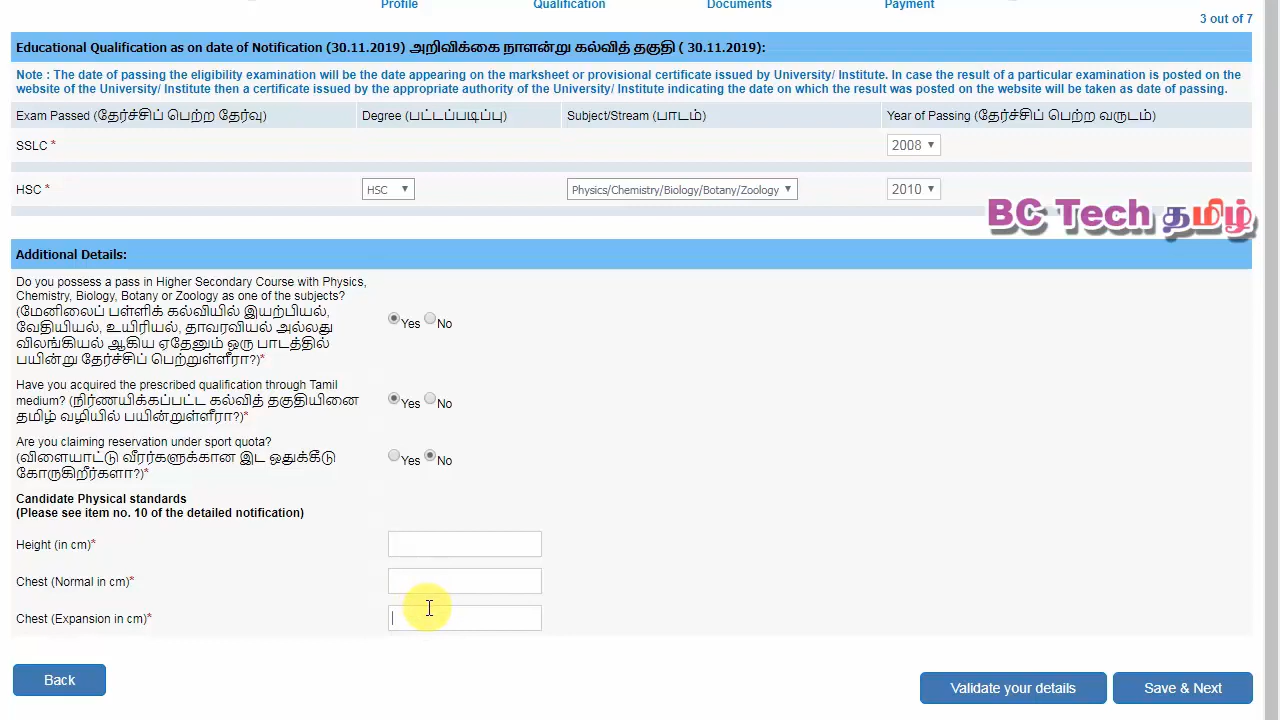 Profile Qualification Documents Payment
3 out of 7
Educational Qualification as on date of Notification (30.11.2019) அறிவிக்கை நாளன்று கல்வித் தகுதி ( 30.11.2019):
Note : The date of passing the eligibility examination will be the date appearing on the marksheet or provisional certificate issued by University/ Institute. In case the result of a particular examination is posted on the
website of the University/ Institute then a certificate issued by the appropriate authority of the University/ Institute indicating the date on which the result was posted on the website will be taken as date of passing.
Exam Passed (தேர்ச்சிப் பெற்ற தேர்வு) Degree (பட்டப்படிப்பு) Subject/Stream (பாடம்) Year of Passing (தேர்ச்சிப் பெற்ற வருடம்)
SSLC * 2008
HSC * HSC Physics/Chemistry/Biology/Botany/Zoology 2010
BC Tech தமிழ்
Additional Details:
Do you possess a pass in Higher Secondary Course with Physics,
Chemistry, Biology, Botany or Zoology as one of the subjects?
(மேனிலைப் பள்ளிக் கல்வியில் இயற்பியல்,
வேதியியல், உயிரியல், தாவரவியல் அல்லது
விலங்கியல் ஆகிய ஏதேனும் ஒரு பாடத்தில்
பயின்று தேர்ச்சிப் பெற்றுள்ளீரா?)*
Yes No
Have you acquired the prescribed qualification through Tamil
medium? (நிர்ணயிக்கப்பட்ட கல்வித் தகுதியினை
தமிழ் வழியில் பயின்றுள்ளீரா?)*
Yes No
Are you claiming reservation under sport quota?
(விளையாட்டு வீரர்களுக்கான இட ஒதுக்கீடு
கோருகிறீர்களா?)*
Yes No
Candidate Physical standards
(Please see item no. 10 of the detailed notification)
Height (in cm)*
Chest (Normal in cm)*
Chest (Expansion in cm)*
Back Validate your details Save & Next